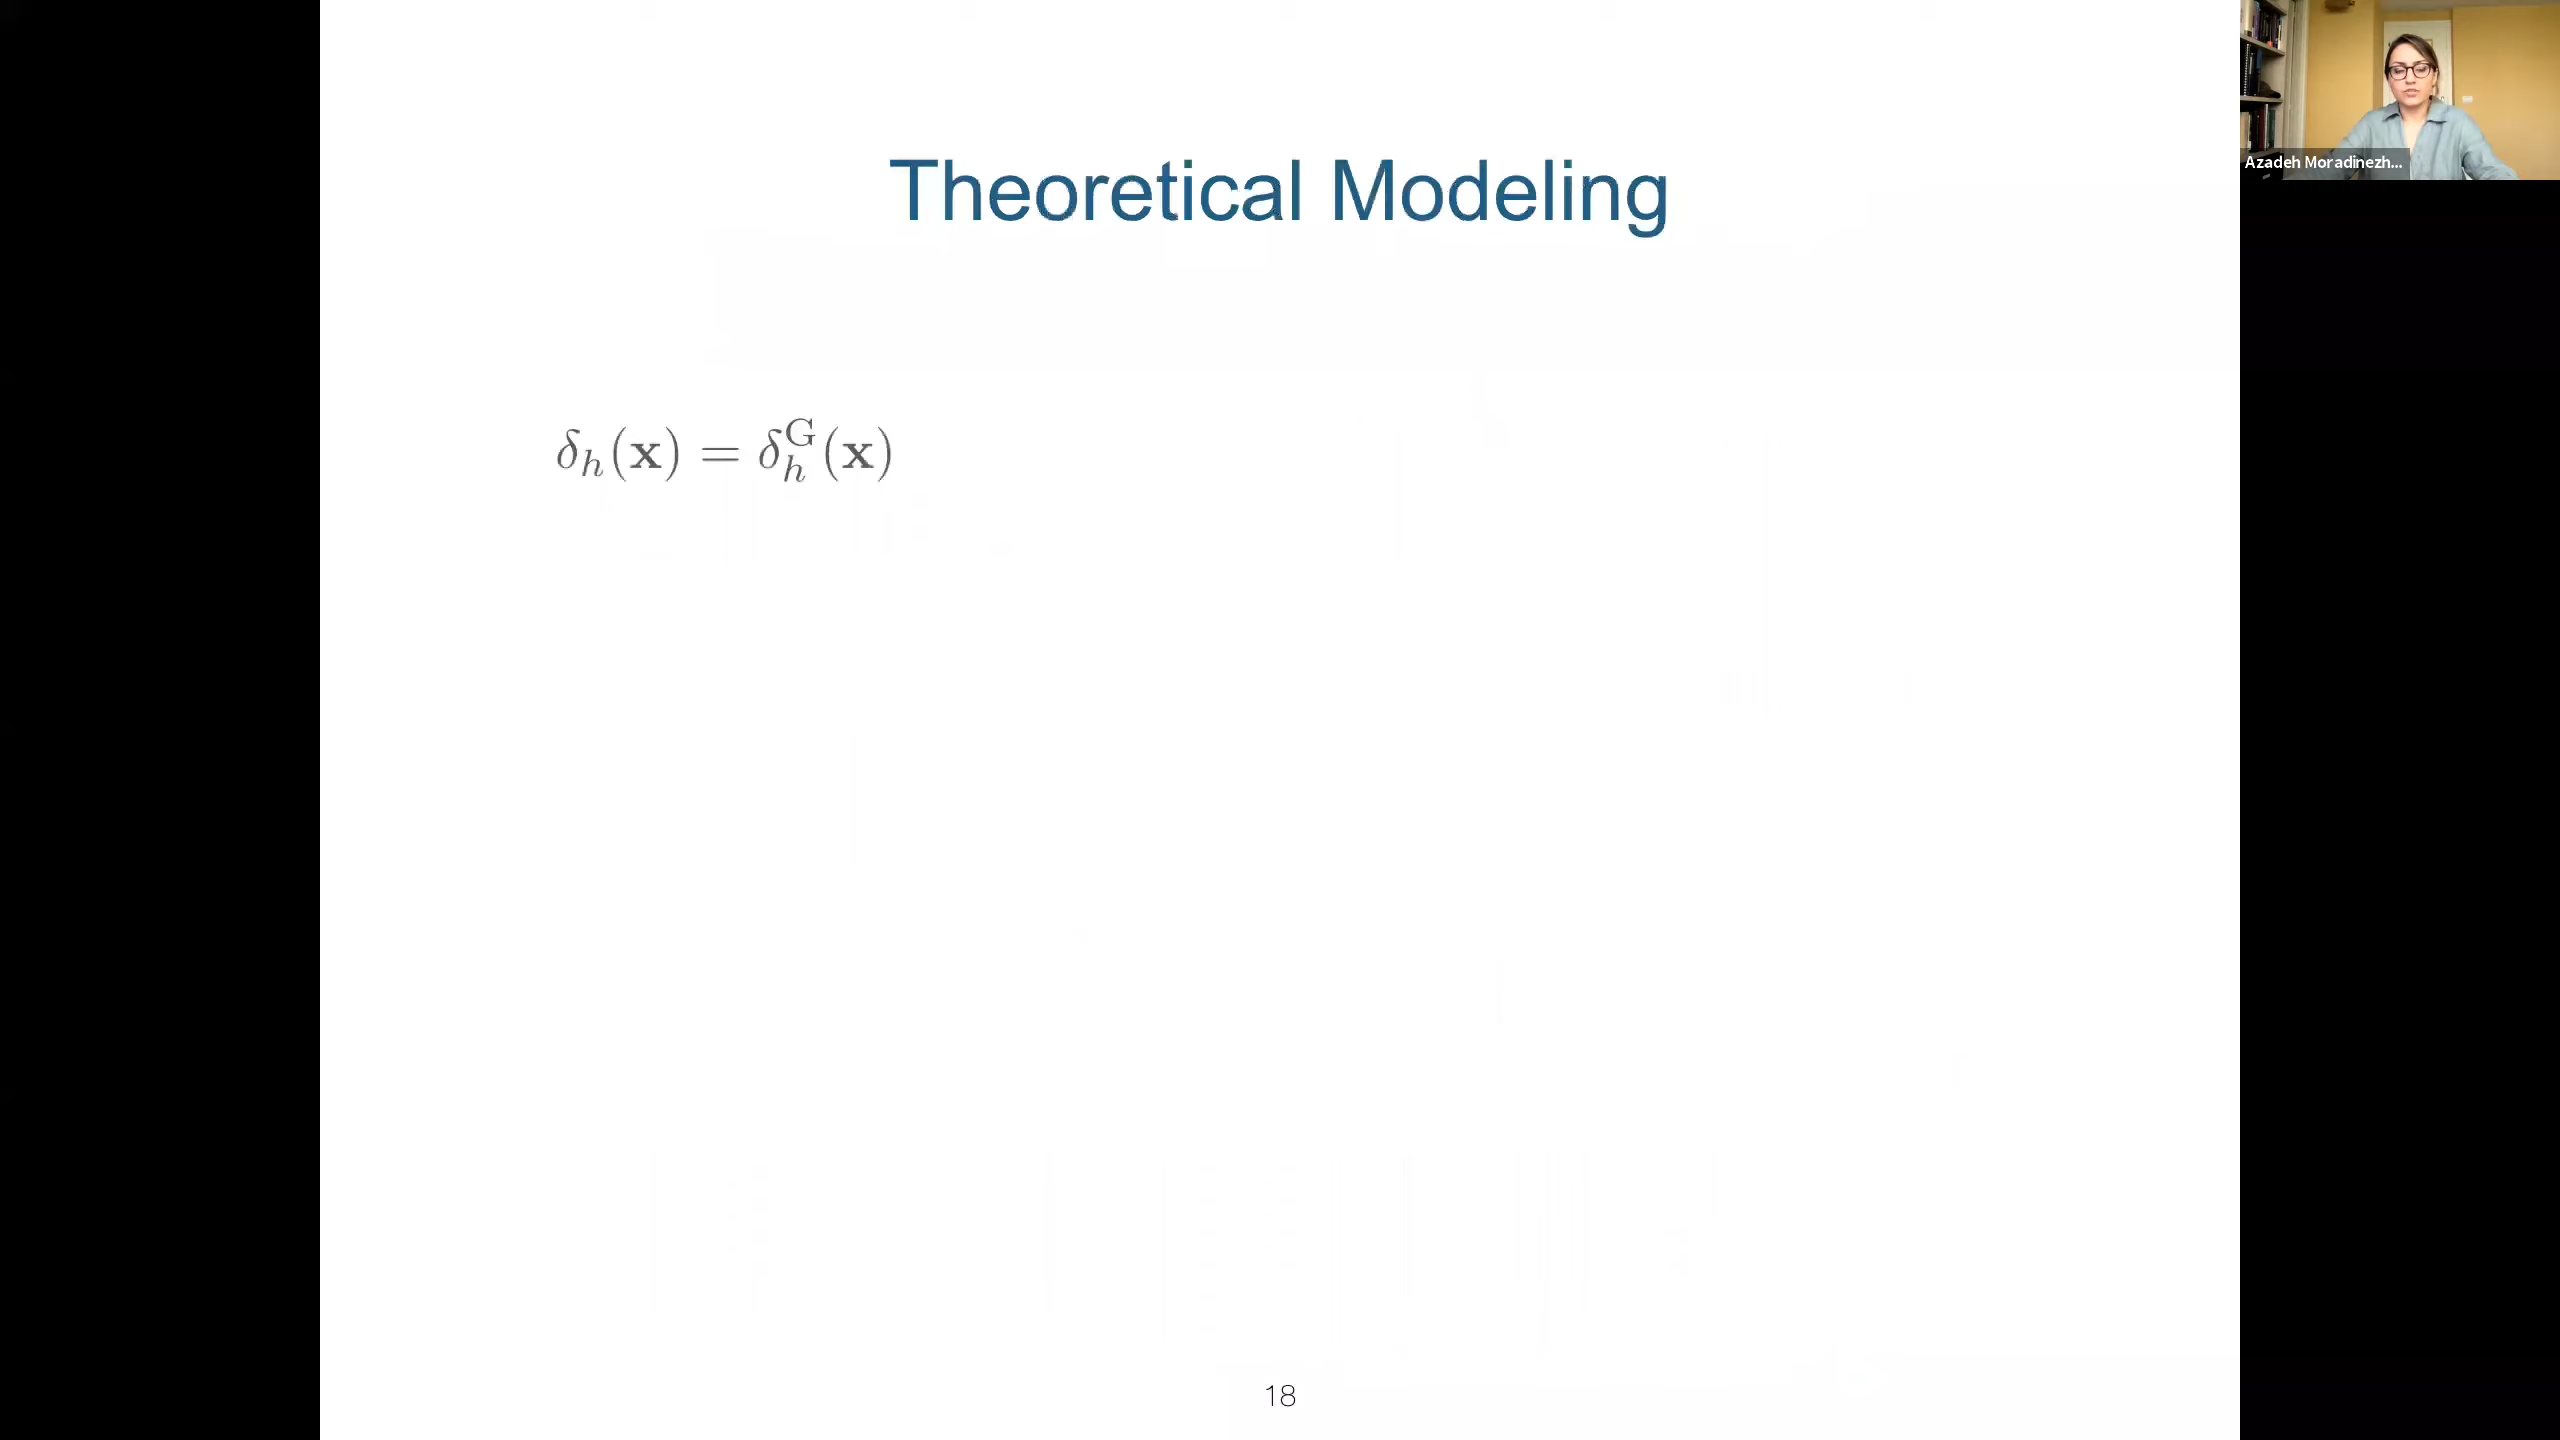 Theoretical Modeling
δ_h(𝐱) = δ_h^G(𝐱)
18
Azadeh Moradinezh...